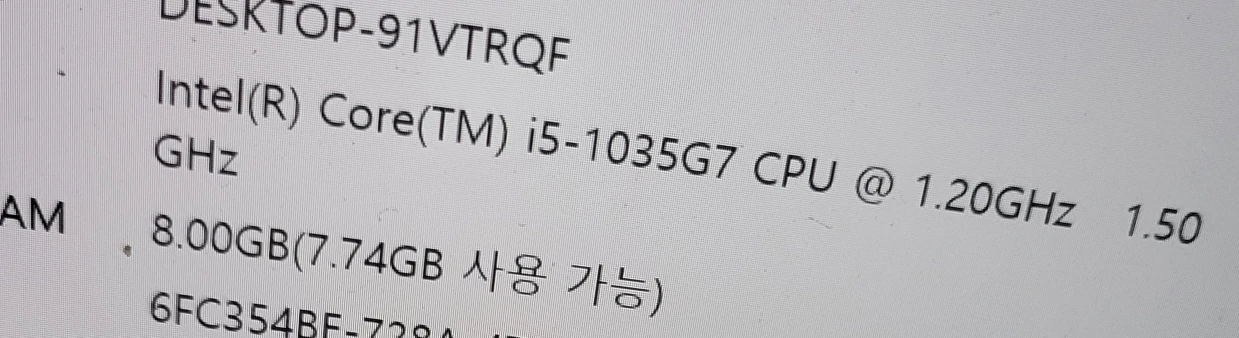 DESKTOP-91VTRQF
Intel(R) Core(TM) i5-1035G7 CPU @ 1.20GHz 1.50
GHz
AM 8.00GB(7.74GB 사용 가능)